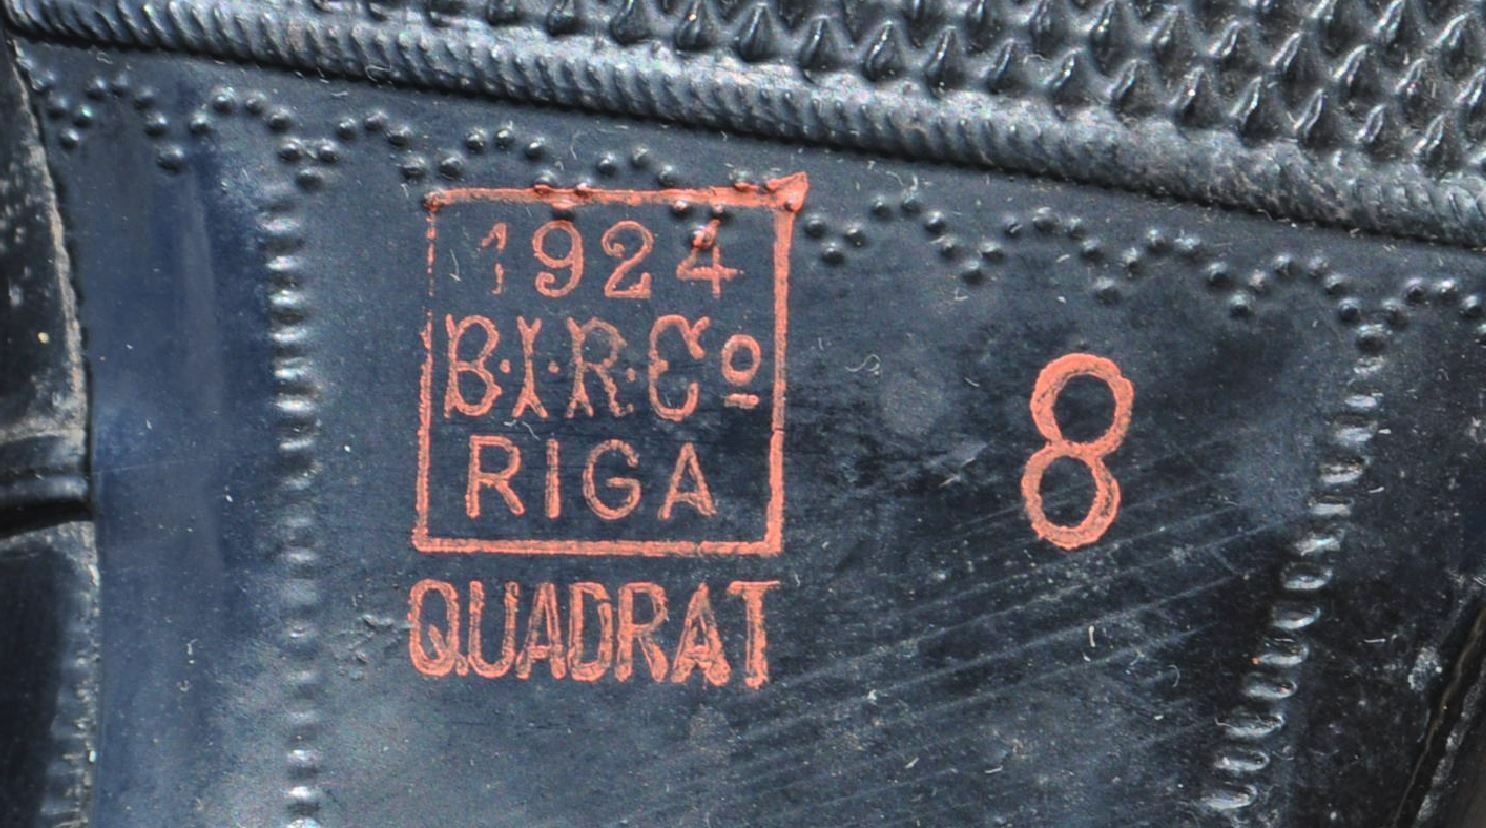 1924
B.I.R.Cº
RIGA
QUADRAT
8